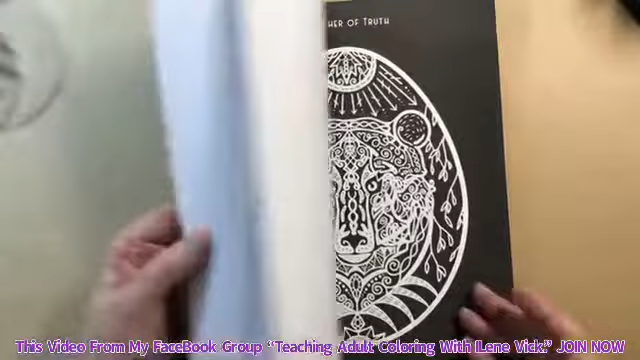 HER OF TRUTH
This Video From My FaceBook Group "Teaching Adult Coloring With ILene Vick" JOIN NOW